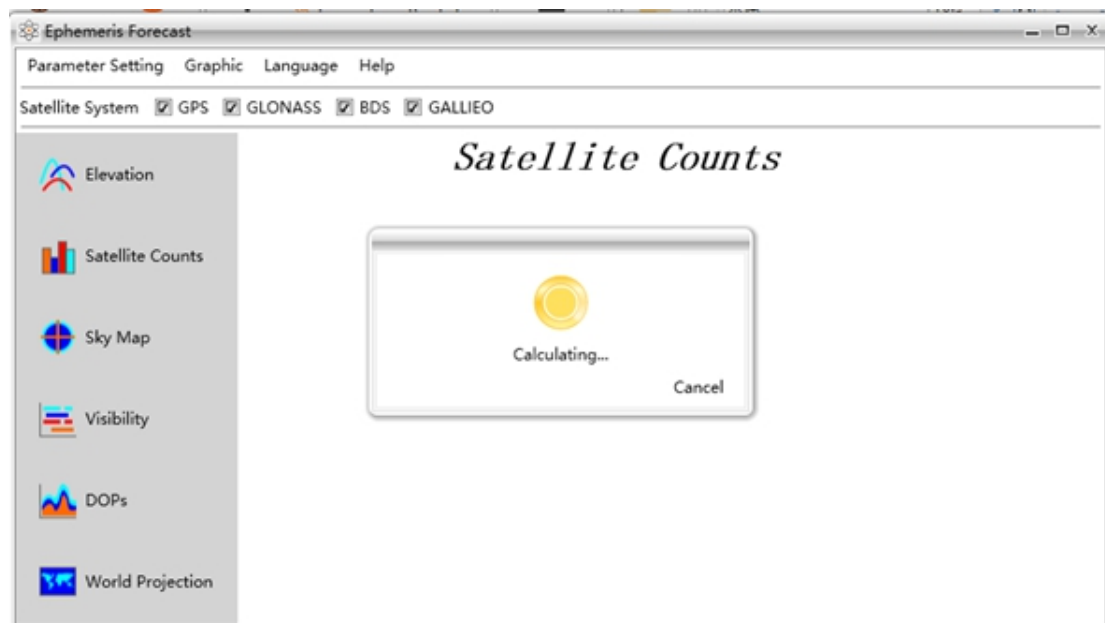 Ephemeris Forecast
Parameter Setting Graphic Language Help
Satellite System GPS GLONASS BDS GALLIEO
Satellite Counts
Elevation
Satellite Counts
Sky Map
Visibility
DOPs
World Projection
Calculating...
Cancel